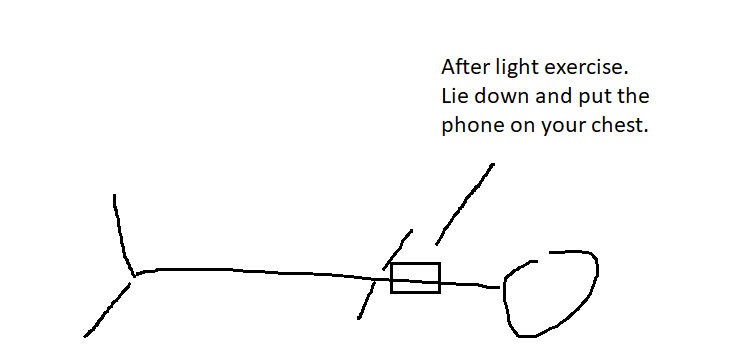 After light exercise.
Lie down and put the
phone on your chest.